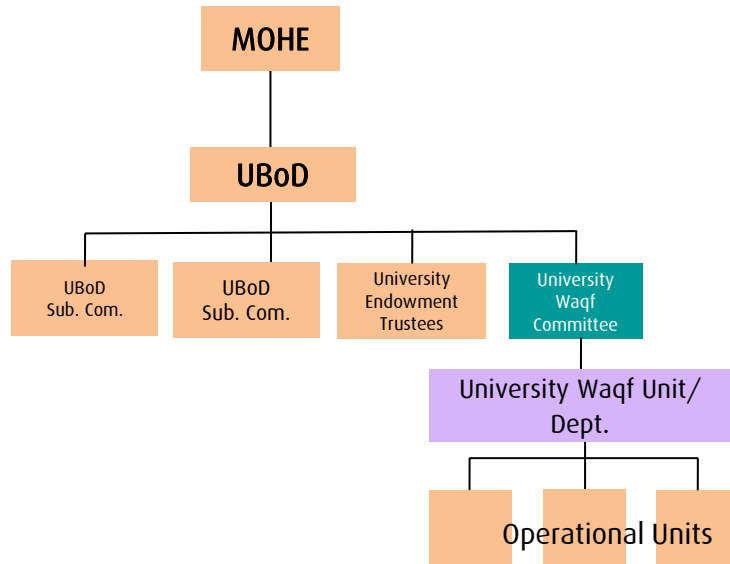 MOHE
UBoD
UBoD
Sub. Com.
UBoD
Sub. Com.
University
Endowment
Trustees
University
Waqf
Committee
University Waqf Unit/
Dept.
Operational Units